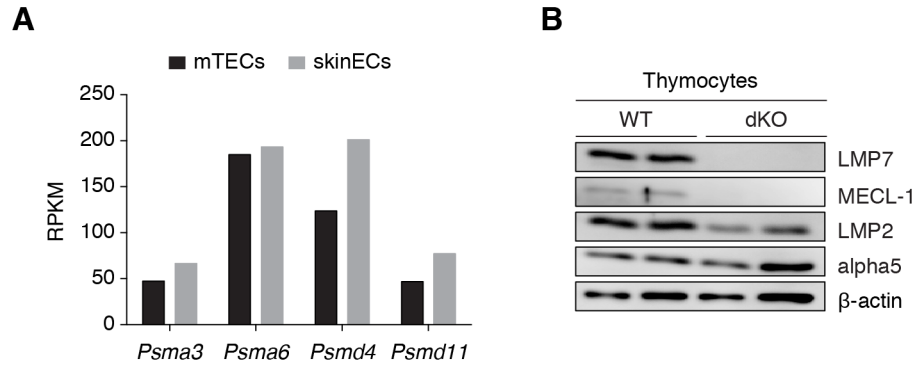 A
mTECs skinECs
250
200
150
100
50
0
RPKM
Psma3 Psma6 Psmd4 Psmd11
B
Thymocytes
WT dKO
LMP7
MECL-1
LMP2
alpha5
β-actin